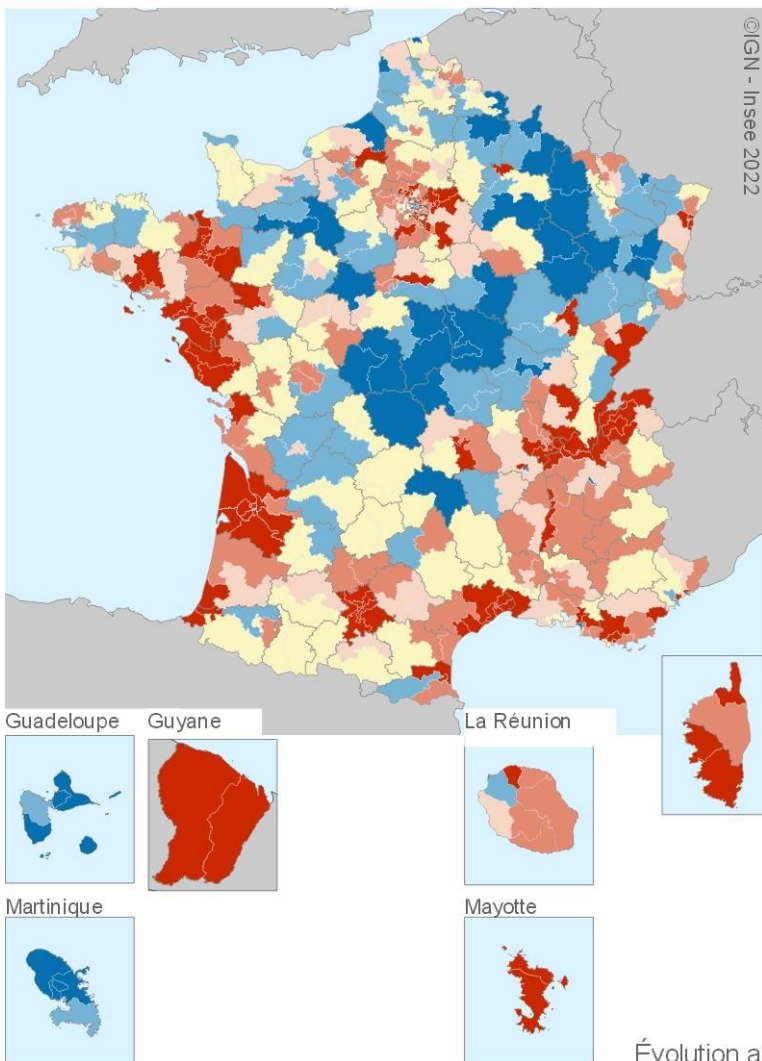 ©IGN - Insee 2022
Guadeloupe
Guyane
La Réunion
Martinique
Mayotte
Évolution a